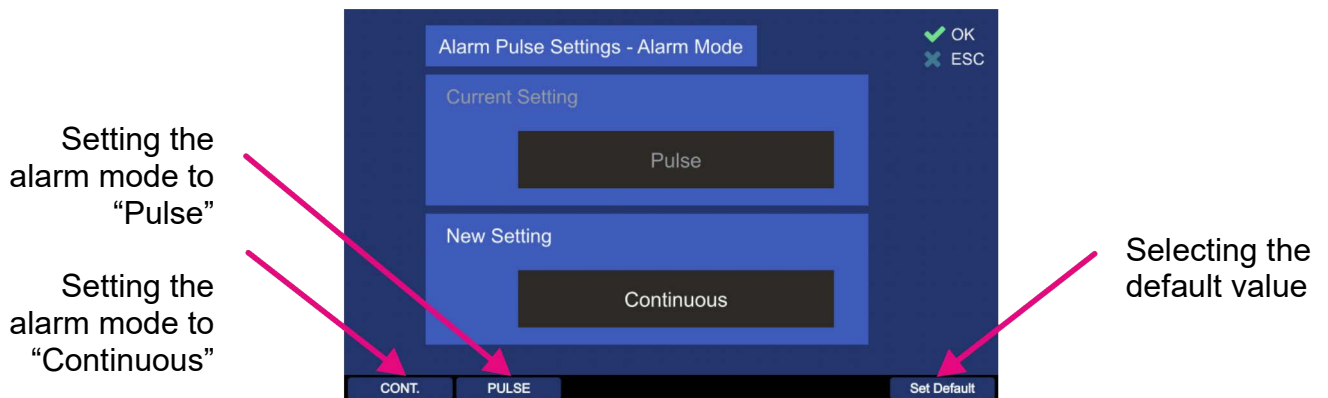 Alarm Pulse Settings - Alarm Mode
OK
ESC
Current Setting
Pulse
Setting the
alarm mode to
“Pulse”
New Setting
Continuous
Setting the
alarm mode to
“Continuous”
Selecting the
default value
CONT.
PULSE
Set Default